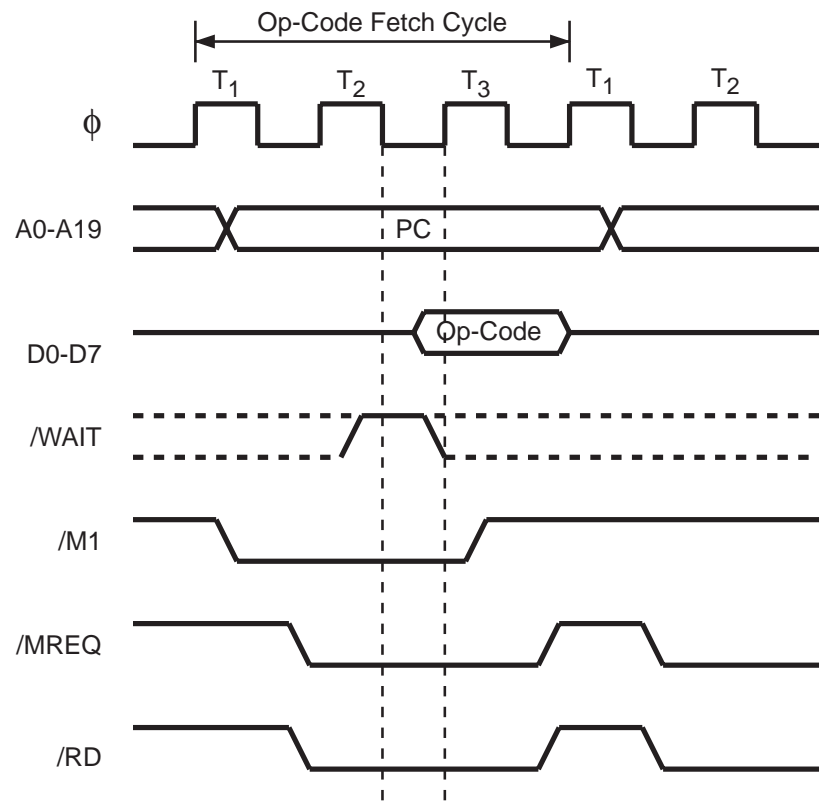 Op-Code Fetch Cycle
T1 T2 T3 T1 T2
ϕ
A0-A19 PC
D0-D7 Op-Code
/WAIT
/M1
/MREQ
/RD